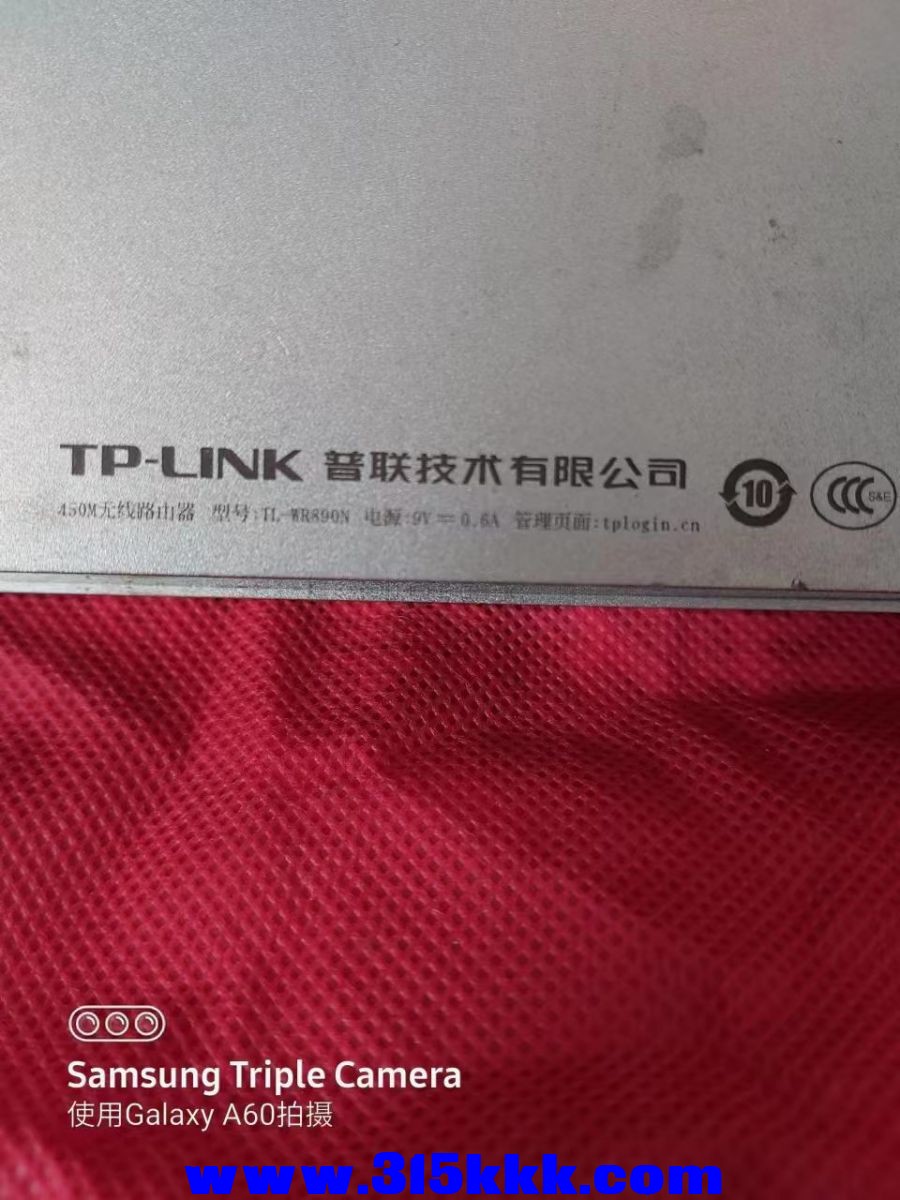 TP-LINK 普联技术有限公司
10
CCC S&E
450M无线路由器 型号:TL-WR890N 电源:9V⎓0.6A 管理页面:tplogin.cn
Samsung Triple Camera
使用Galaxy A60拍摄
www.315kkk.com